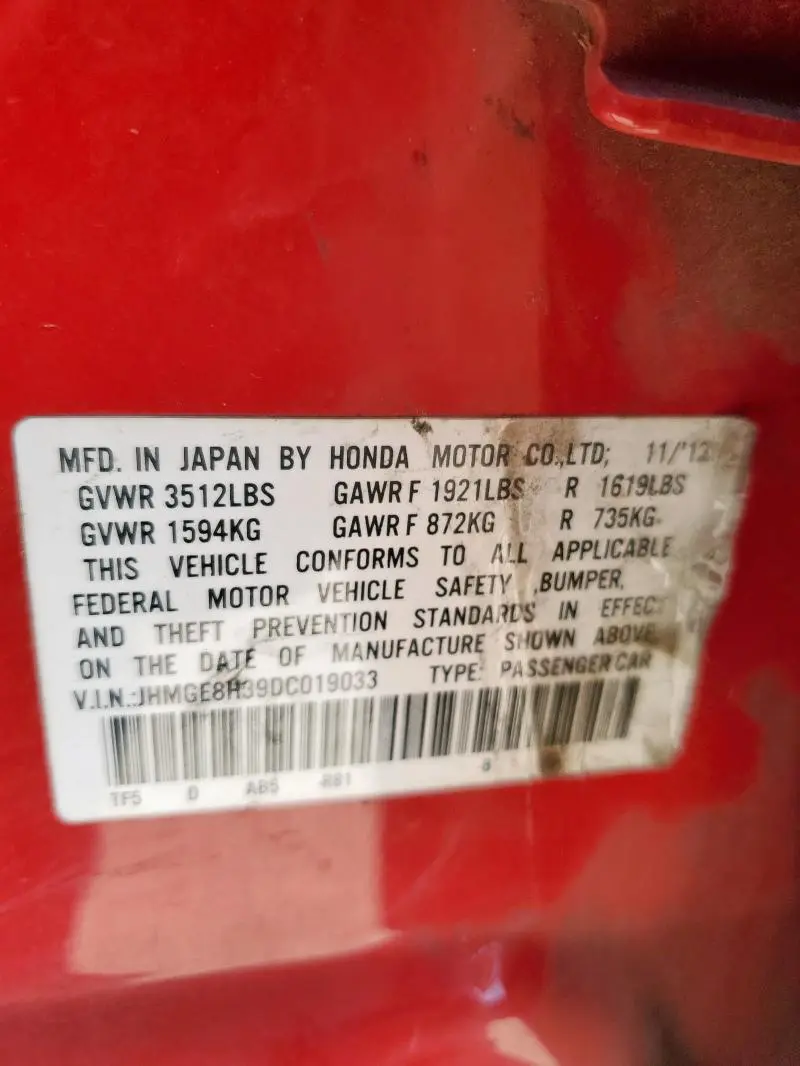 MFD. IN JAPAN BY HONDA MOTOR CO.,LTD; 11/'12
GVWR 3512LBS GAWR F 1921LBS R 1619LBS
GVWR 1594KG GAWR F 872KG R 735KG
THIS VEHICLE CONFORMS TO ALL APPLICABLE
FEDERAL MOTOR VEHICLE SAFETY ,BUMPER,
AND THEFT PREVENTION STANDARDS IN EFFECT
ON THE DATE OF MANUFACTURE SHOWN ABOVE.
V.I.N.:JHMGE8H39DC019033 TYPE: PASSENGER CAR
TF5 D AB5 R81